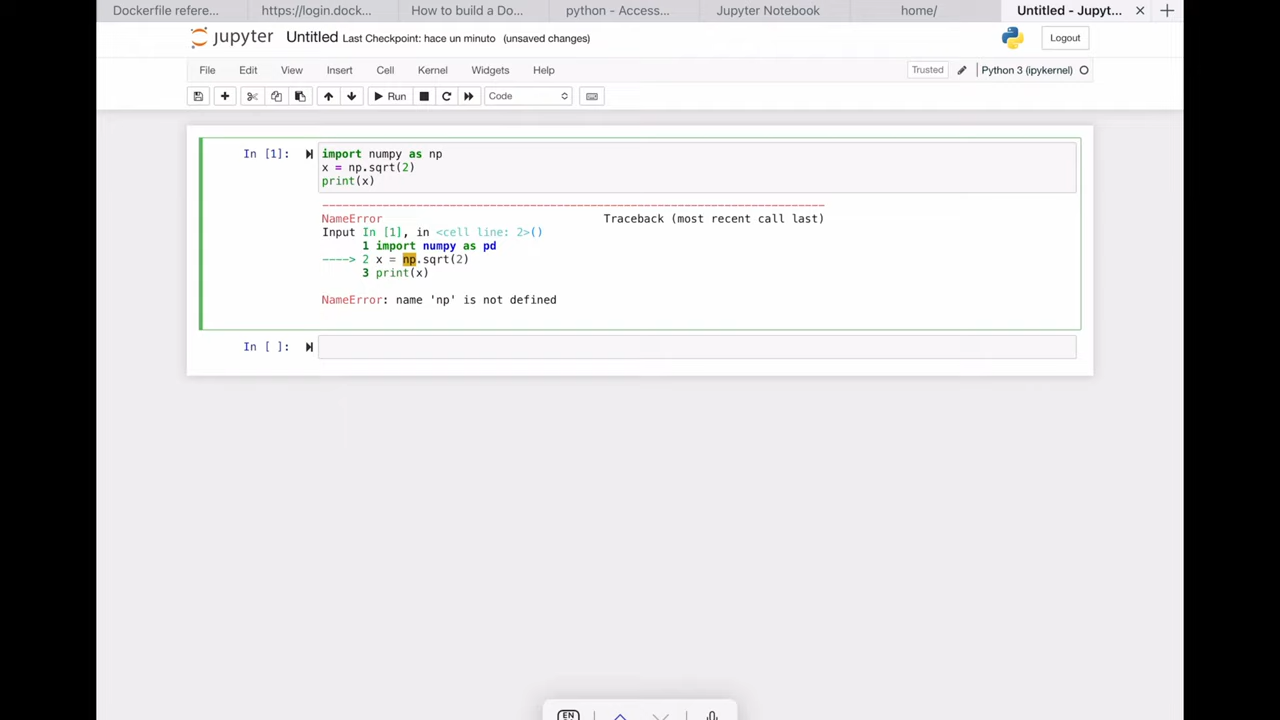 Dockerfile refere... https://login.dock... How to build a Do... python - Access... Jupyter Notebook home/ Untitled - Jupyt...
jupyter Untitled Last Checkpoint: hace un minuto (unsaved changes) Logout
File Edit View Insert Cell Kernel Widgets Help Trusted Python 3 (ipykernel)
Run Code
In [1]: import numpy as np
x = np.sqrt(2)
print(x)
---------------------------------------------------------------------------
NameError Traceback (most recent call last)
Input In [1], in <cell line: 2>()
1 import numpy as pd
----> 2 x = np.sqrt(2)
3 print(x)
NameError: name 'np' is not defined
In [ ]:
EN